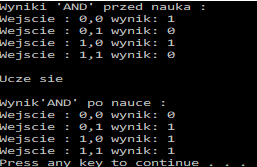 Wyniki 'AND' przed nauka :
Wejscie : 0,0 wynik: 1
Wejscie : 0,1 wynik: 0
Wejscie : 1,0 wynik: 1
Wejscie : 1,1 wynik: 0
Ucze sie
Wynik'AND' po nauce :
Wejscie : 0,0 wynik: 0
Wejscie : 0,1 wynik: 1
Wejscie : 1,0 wynik: 1
Wejscie : 1,1 wynik: 1
Press any key to continue . . .